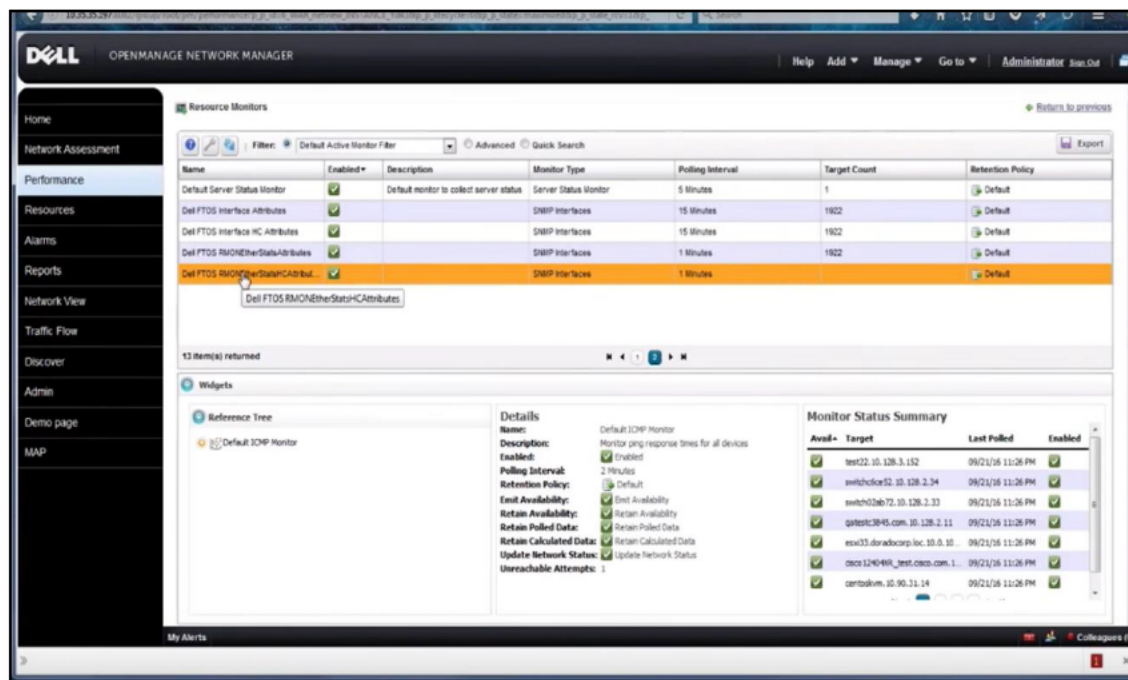 DELL OPENMANAGE NETWORK MANAGER
Help Add Manage Go to Administrator Sign Out
Home
Network Assessment
Performance
Resources
Alarms
Reports
Network View
Traffic Flow
Discover
Admin
Demo page
MAP
Resource Monitors
Return to previous
Filter: Default Active Monitor Filter Advanced Quick Search Export
Name Enabled Description Monitor Type Polling Interval Target Count Retention Policy
Default Server Status Monitor Default monitor to collect server status Server Status Monitor 5 Minutes 1 Default
Dell FTOS Interface Attributes SNMP Interfaces 15 Minutes 1922 Default
Dell FTOS Interface HC Attributes SNMP Interfaces 15 Minutes 1922 Default
Dell FTOS RMONEtherStatsAttributes SNMP Interfaces 1 Minutes 1922 Default
Dell FTOS RMONEtherStatsHCAttribut... SNMP Interfaces 1 Minutes Default
Dell FTOS RMONEtherStatsHCAttributes
13 item(s) returned
1 2
Widgets
Reference Tree
Default ICMP Monitor
Details
Name: Default ICMP Monitor
Description: Monitor ping response times for all devices
Enabled: Enabled
Polling Interval: 2 Minutes
Retention Policy: Default
Emit Availability: Emit Availability
Retain Availability: Retain Availability
Retain Polled Data: Retain Polled Data
Retain Calculated Data: Retain Calculated Data
Update Network Status: Update Network Status
Unreachable Attempts: 1
Monitor Status Summary
Avail Target Last Polled Enabled
test22.10.128.3.152 09/21/16 11:26 PM
switchc6ce52.10.128.2.34 09/21/16 11:26 PM
switch02ab72.10.128.2.33 09/21/16 11:26 PM
qatestc3845.com.10.128.2.11 09/21/16 11:26 PM
esxi33.doradocorp.loc.10.0.10... 09/21/16 11:26 PM
cisco12404XR_test.cisco.com.1... 09/21/16 11:26 PM
centoskvm.10.90.31.14 09/21/16 11:26 PM
My Alerts
Colleagues (
1